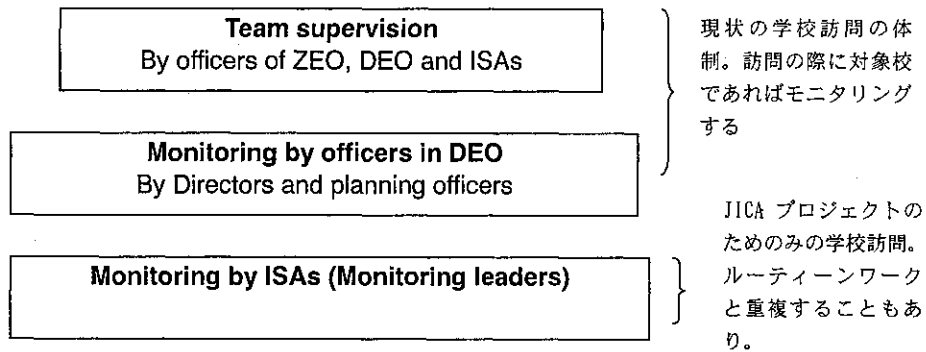 Team supervision
By officers of ZEO, DEO and ISAs
現状の学校訪問の体
制。訪問の際に対象校
であればモニタリング
する
Monitoring by officers in DEO
By Directors and planning officers
Monitoring by ISAs (Monitoring leaders)
JICA プロジェクトの
ためのみの学校訪問。
ルーティーンワーク
と重複することもあ
り。